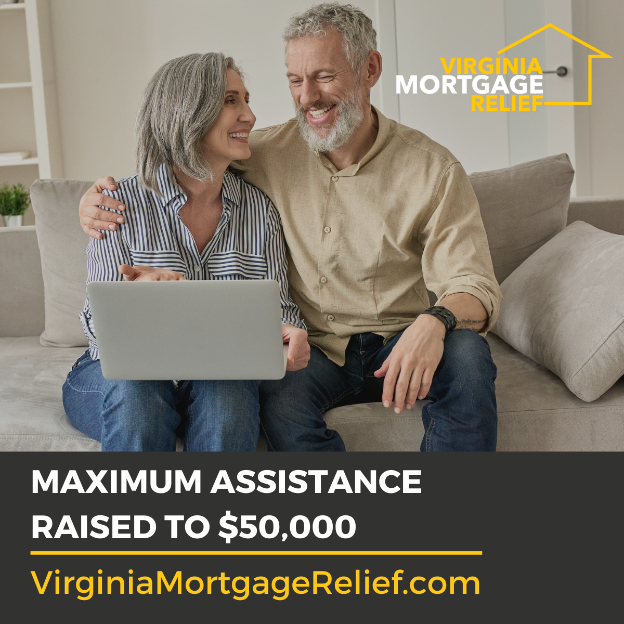 VIRGINIA
MORTGAGE
RELIEF
MAXIMUM ASSISTANCE
RAISED TO $50,000
VirginiaMortgageRelief.com